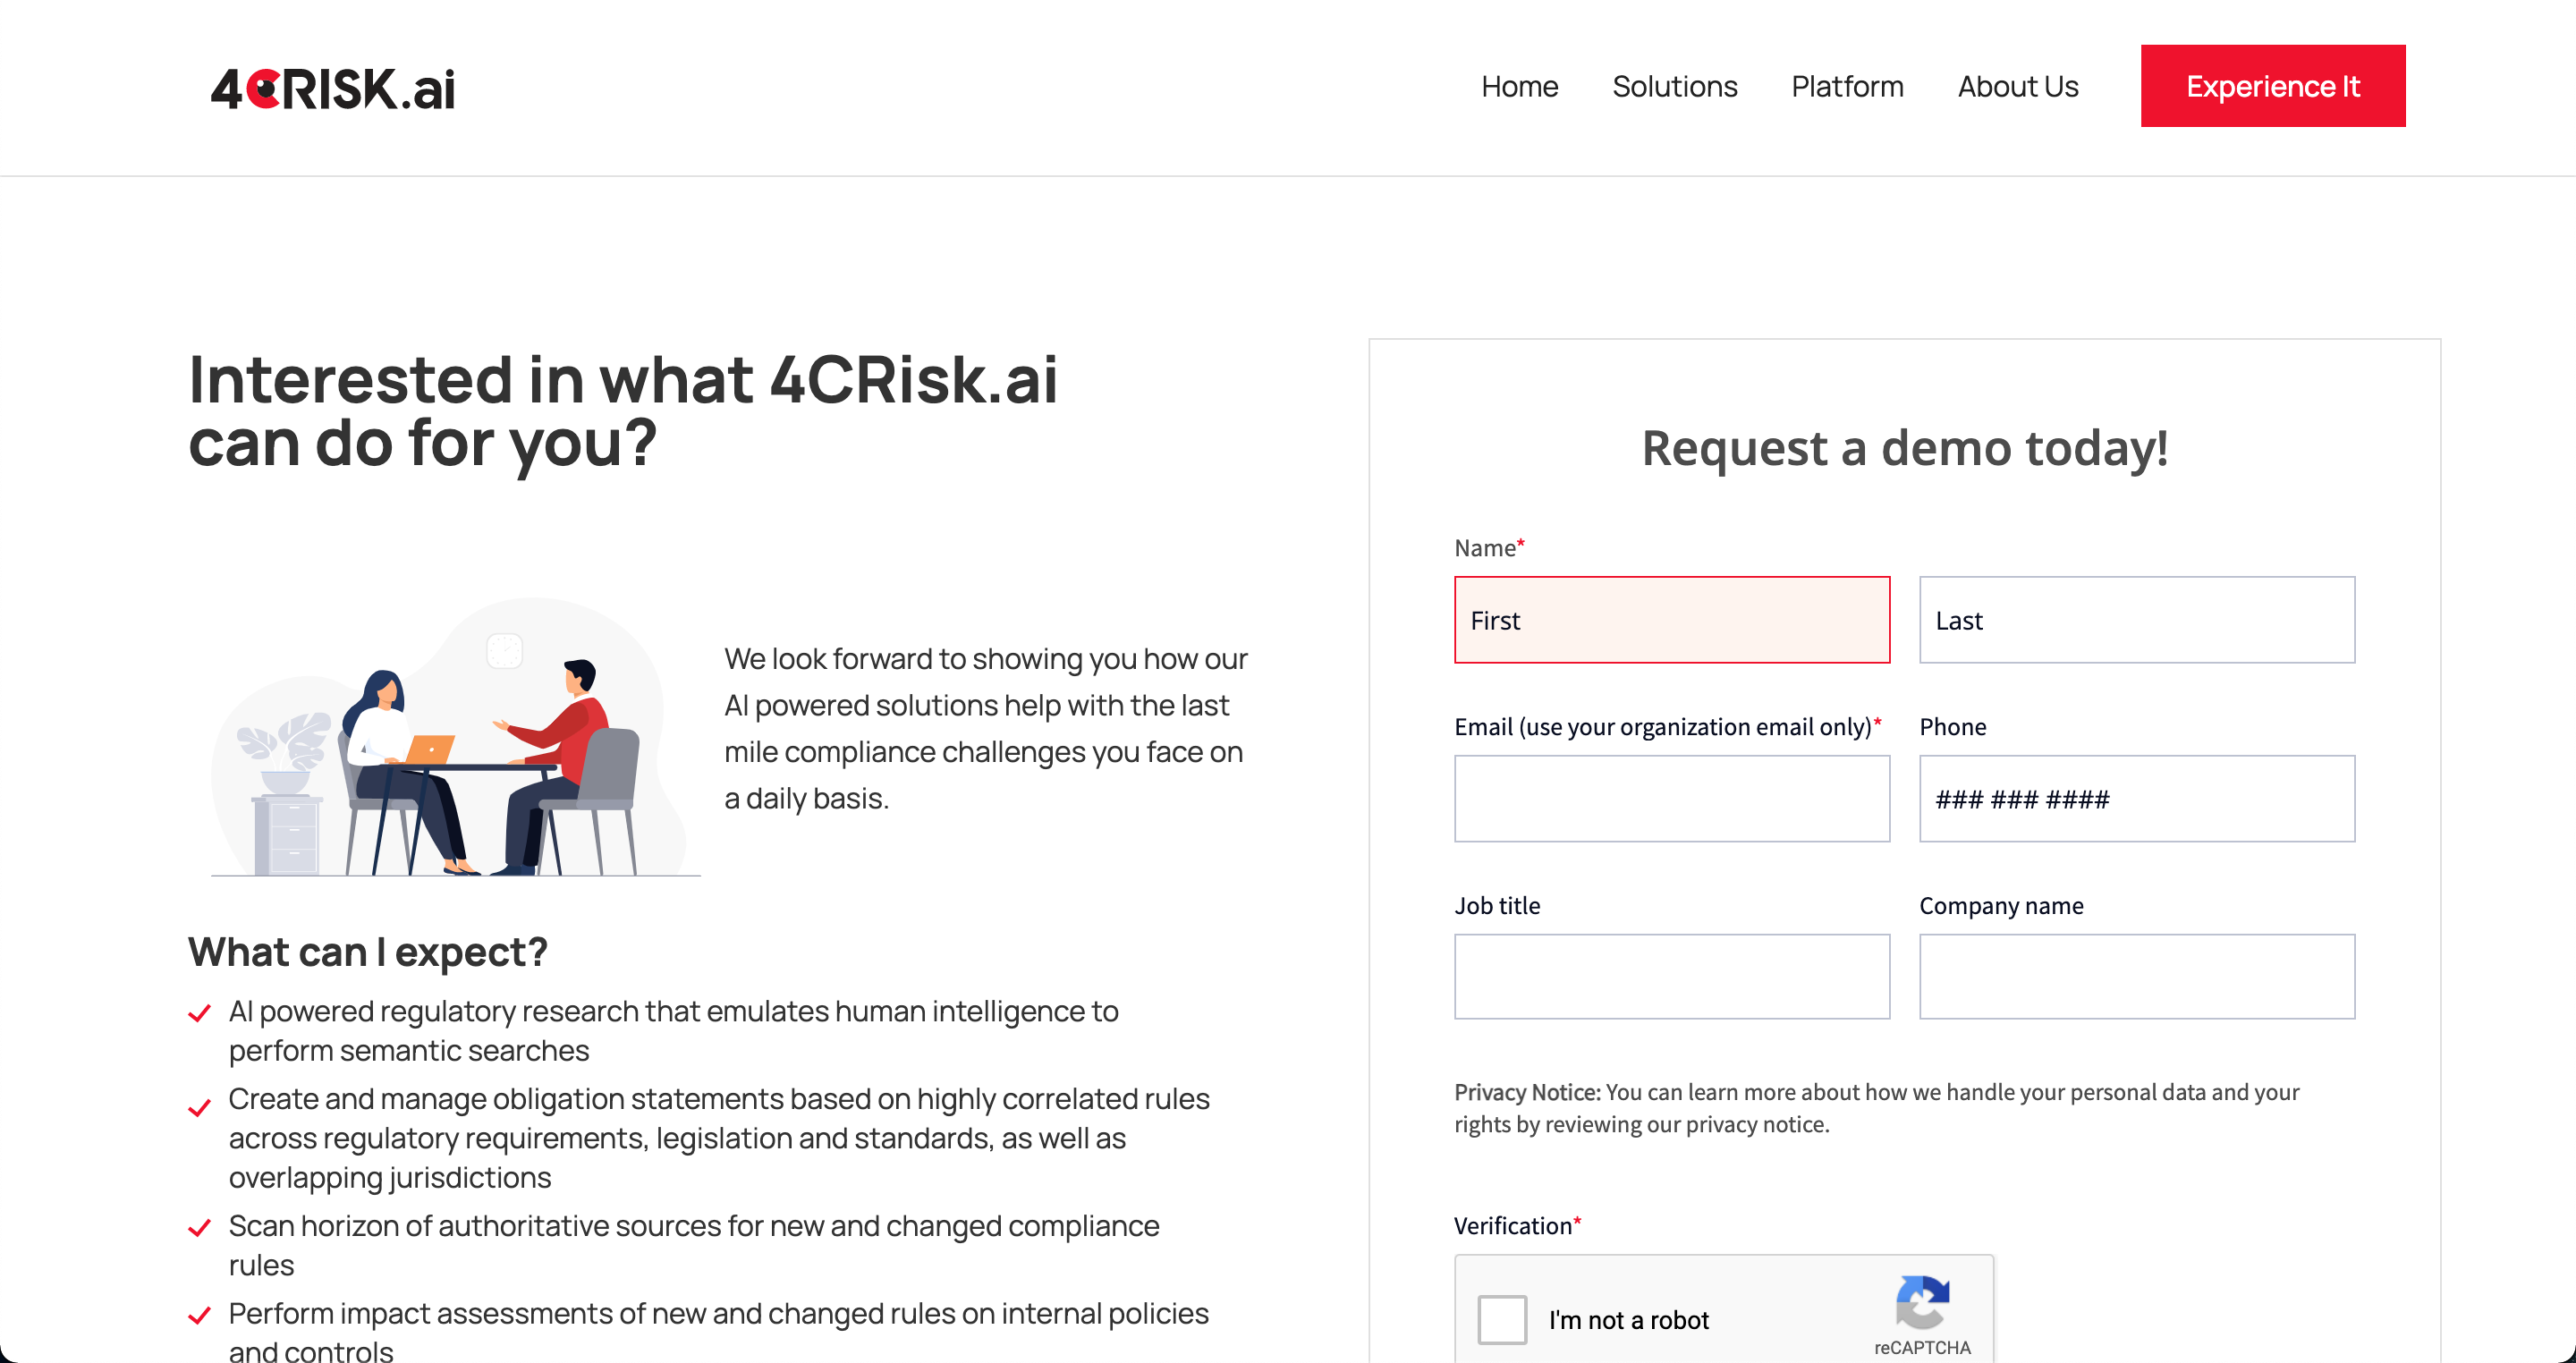 4CRISK.ai
Home Solutions Platform About Us Experience It
Interested in what 4CRisk.ai
can do for you?
We look forward to showing you how our
AI powered solutions help with the last
mile compliance challenges you face on
a daily basis.
What can I expect?
AI powered regulatory research that emulates human intelligence to
perform semantic searches
Create and manage obligation statements based on highly correlated rules
across regulatory requirements, legislation and standards, as well as
overlapping jurisdictions
Scan horizon of authoritative sources for new and changed compliance
rules
Perform impact assessments of new and changed rules on internal policies
and controls
Request a demo today!
Name*
First Last
Email (use your organization email only)* Phone
### ### ####
Job title Company name
Privacy Notice: You can learn more about how we handle your personal data and your
rights by reviewing our privacy notice.
Verification*
I'm not a robot
reCAPTCHA